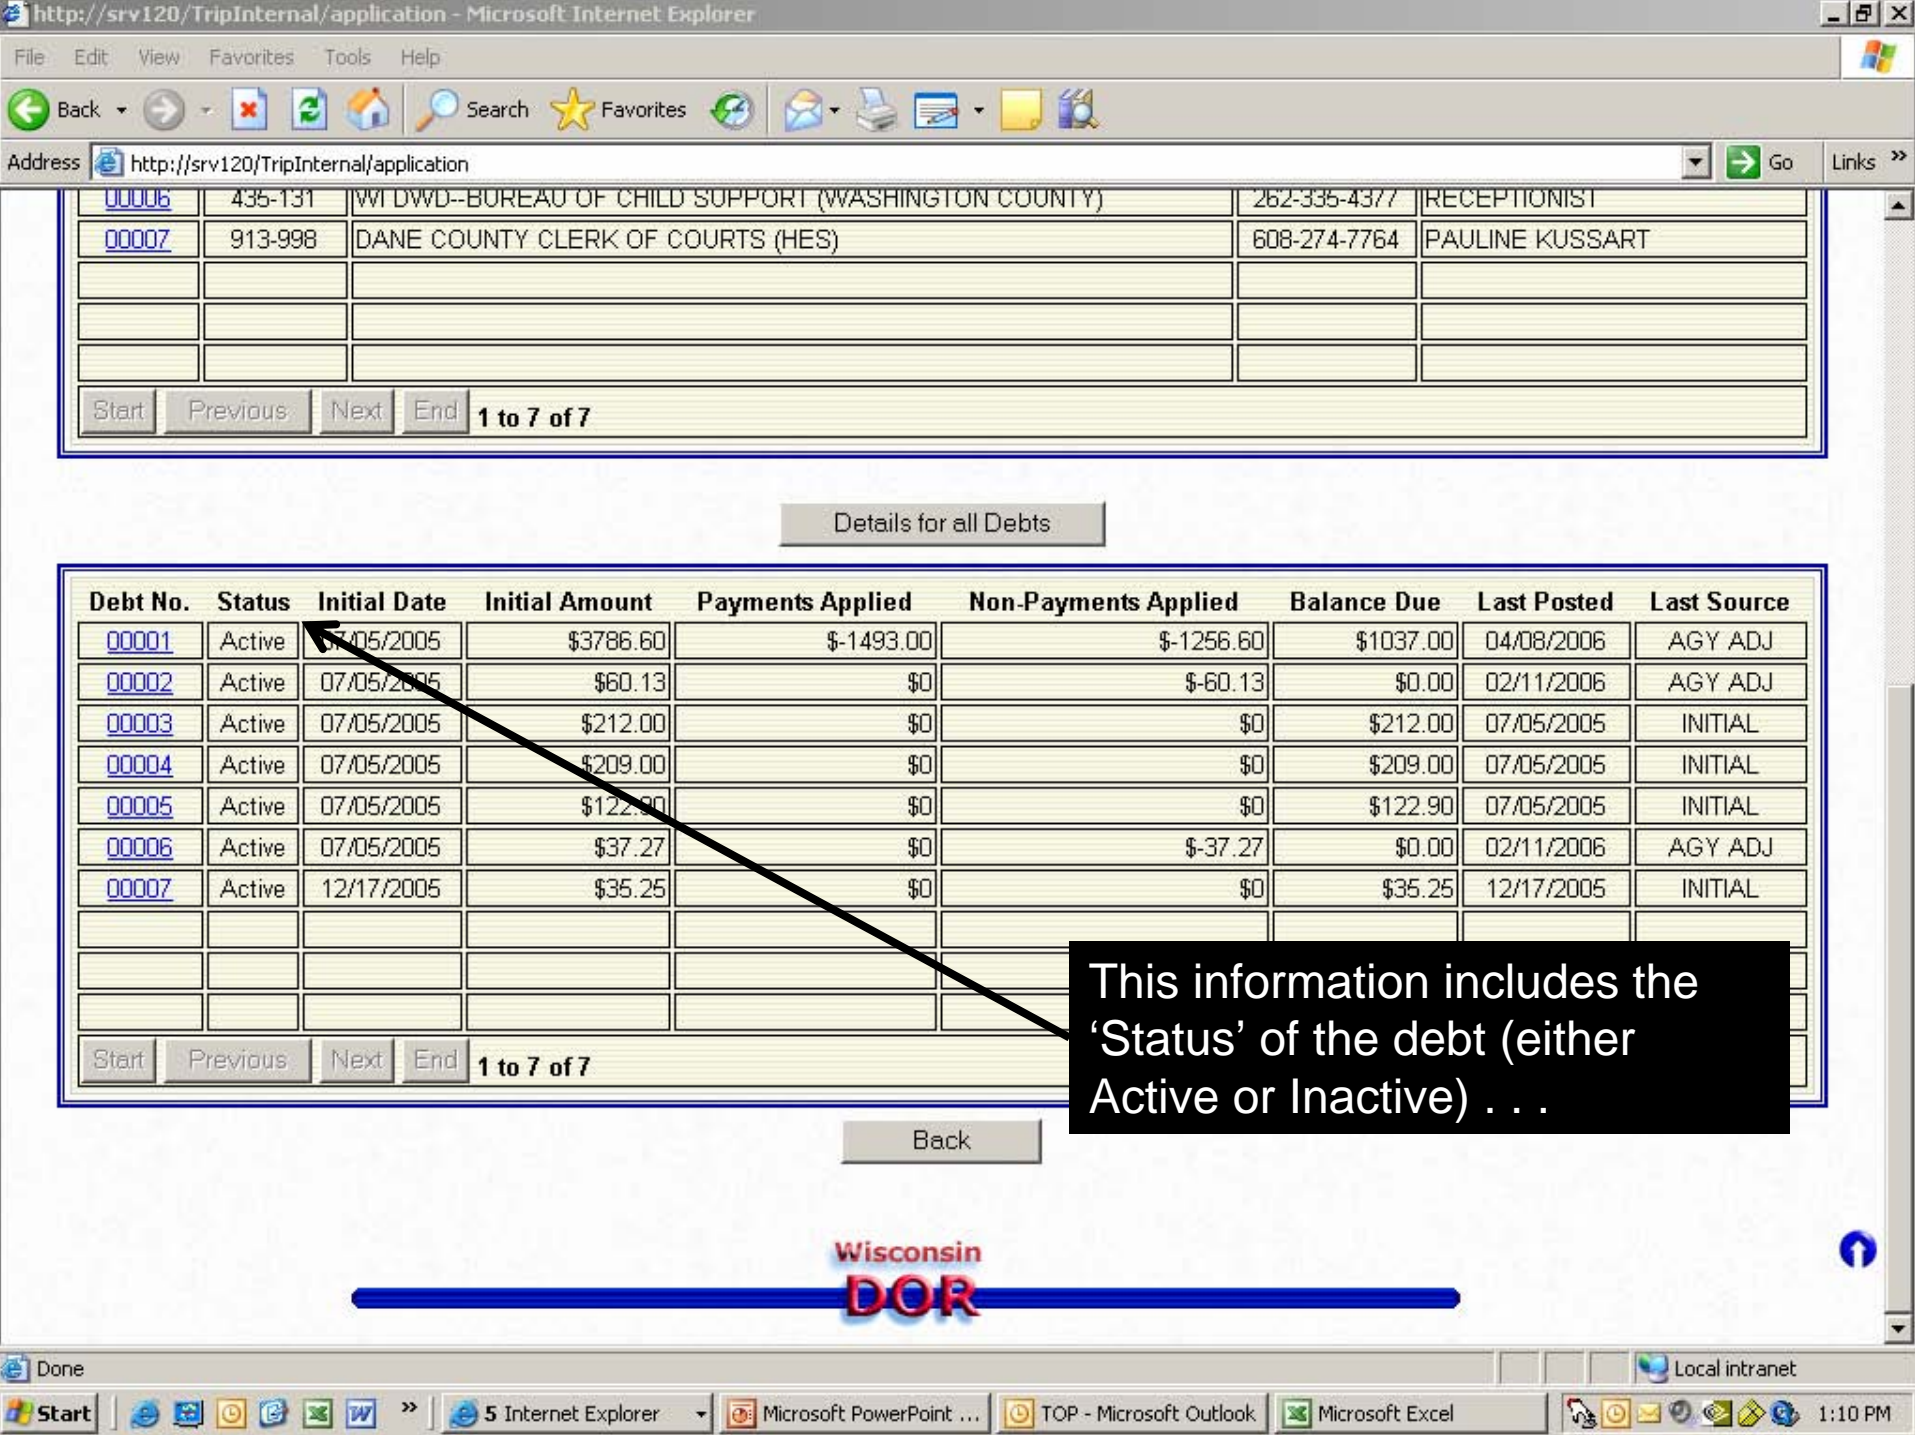 http://srv120/TripInternal/application - Microsoft Internet Explorer
File Edit View Favorites Tools Help
Back Search Favorites
Address http://srv120/TripInternal/application Go Links »
00006 435-131 WI DWD--BUREAU OF CHILD SUPPORT (WASHINGTON COUNTY) 262-335-4377 RECEPTIONIST
00007 913-998 DANE COUNTY CLERK OF COURTS (HES) 608-274-7764 PAULINE KUSSART
Start Previous Next End 1 to 7 of 7
Details for all Debts
Debt No. Status Initial Date Initial Amount Payments Applied Non-Payments Applied Balance Due Last Posted Last Source
00001 Active 07/05/2005 $3786.60 $-1493.00 $-1256.60 $1037.00 04/08/2006 AGY ADJ
00002 Active 07/05/2005 $60.13 $0 $-60.13 $0.00 02/11/2006 AGY ADJ
00003 Active 07/05/2005 $212.00 $0 $0 $212.00 07/05/2005 INITIAL
00004 Active 07/05/2005 $209.00 $0 $0 $209.00 07/05/2005 INITIAL
00005 Active 07/05/2005 $122.90 $0 $0 $122.90 07/05/2005 INITIAL
00006 Active 07/05/2005 $37.27 $0 $-37.27 $0.00 02/11/2006 AGY ADJ
00007 Active 12/17/2005 $35.25 $0 $0 $35.25 12/17/2005 INITIAL
This information includes the
‘Status’ of the debt (either
Active or Inactive) . . .
Start Previous Next End 1 to 7 of 7
Back
Wisconsin
DOR
Done Local intranet
Start » 5 Internet Explorer Microsoft PowerPoint ... TOP - Microsoft Outlook Microsoft Excel 1:10 PM